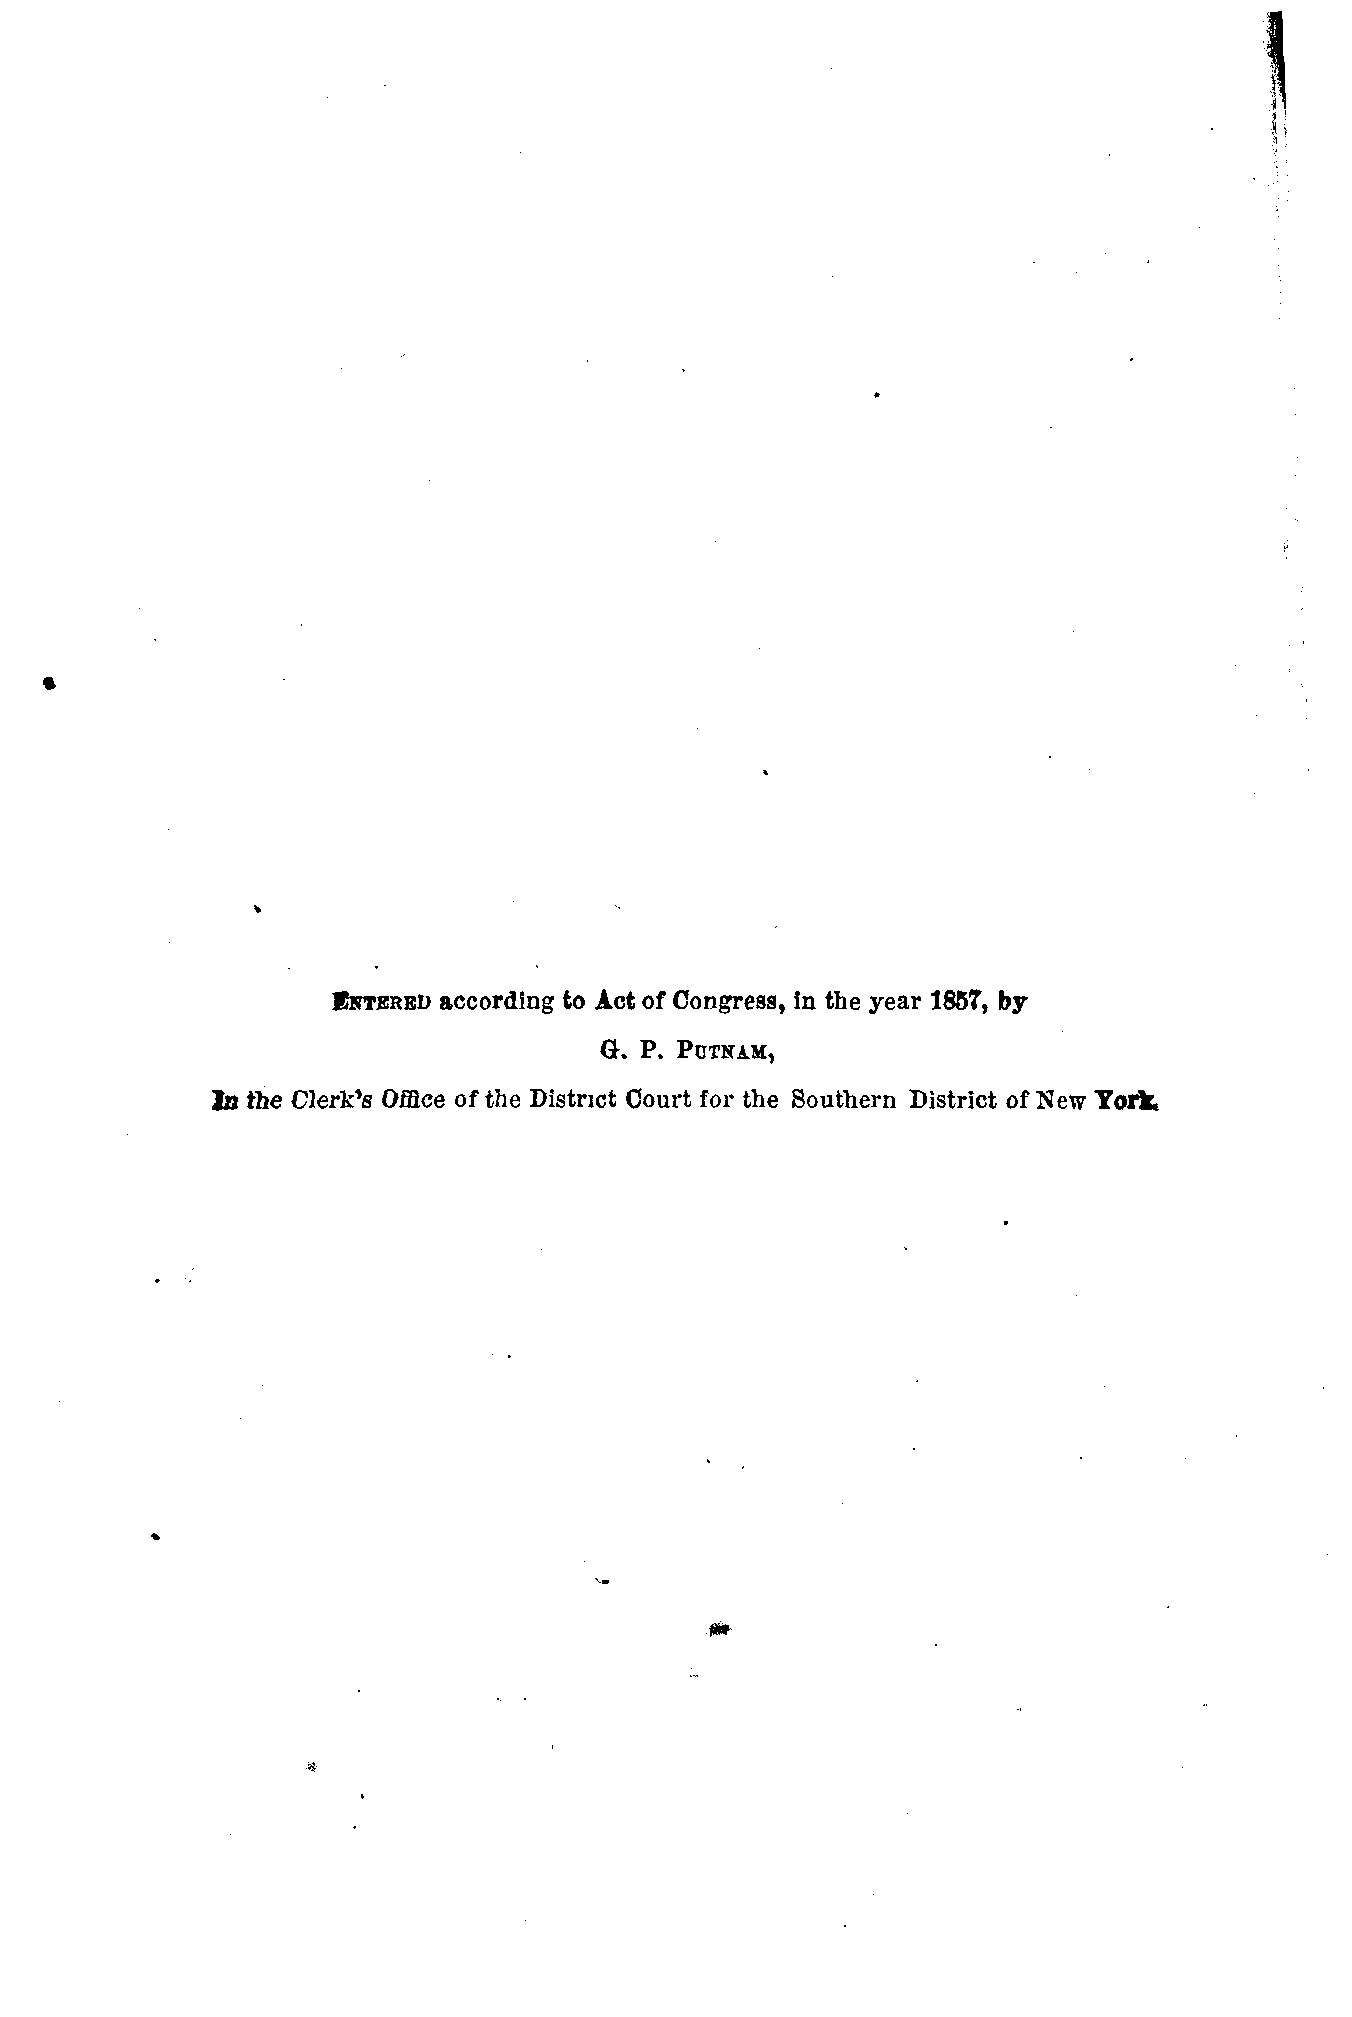 ENTERED according to Act of Congress, in the year 1857, by
G. P. PUTNAM,
In the Clerk's Office of the District Court for the Southern District of New York.